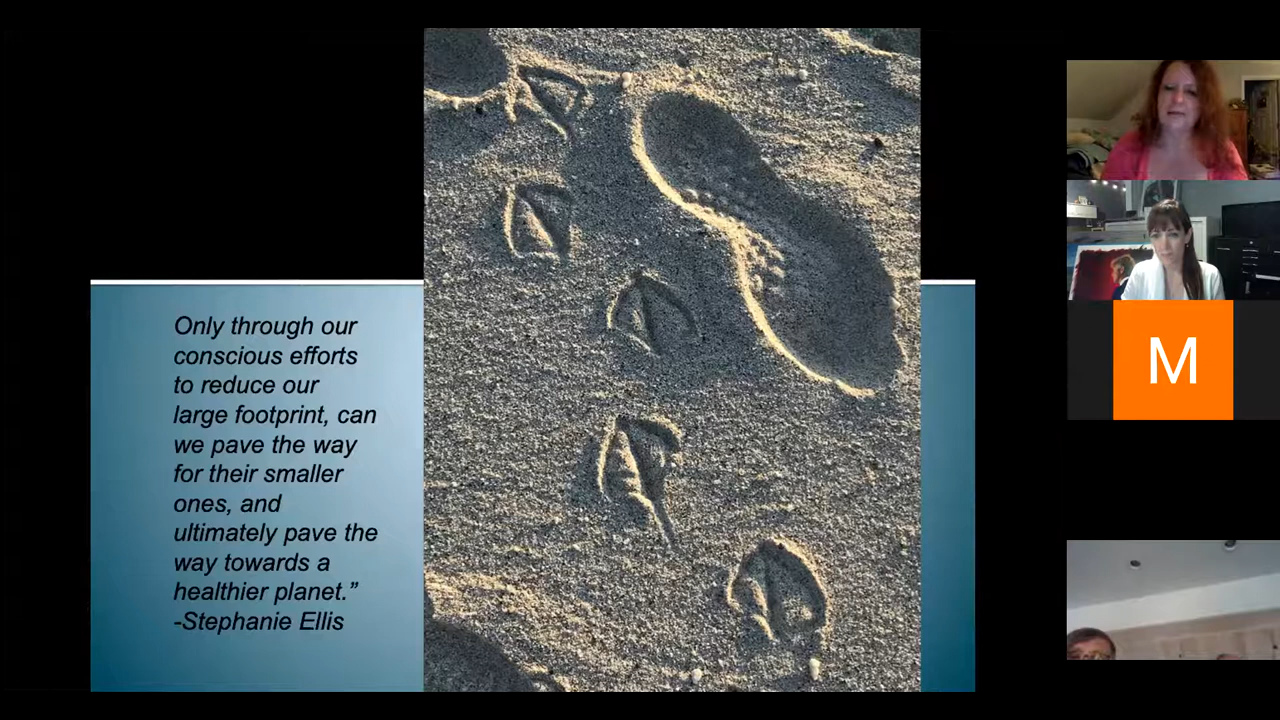 Only through our
conscious efforts
to reduce our
large footprint, can
we pave the way
for their smaller
ones, and
ultimately pave the
way towards a
healthier planet.”
-Stephanie Ellis
M